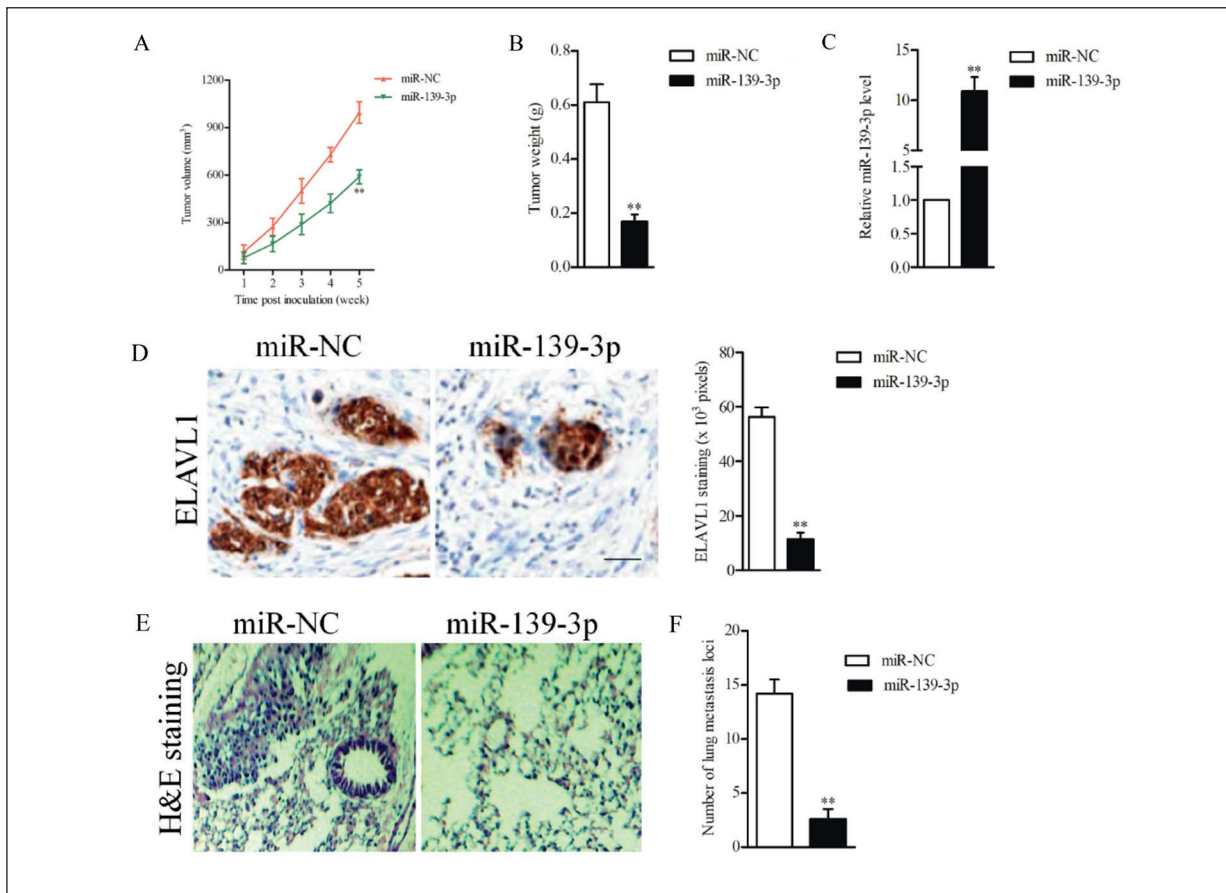 A
Tumor volume (mm³)
1200
900
600
300
0
1 2 3 4 5
Time post inoculation (week)
miR-NC
miR-139-3p
**
B
Tumor weight (g)
0.8
0.6
0.4
0.2
0.0
**
miR-NC
miR-139-3p
C
Relative miR-139-3p level
15
10
5
1.5
1.0
0.5
0.0
**
miR-NC
miR-139-3p
D
miR-NC
miR-139-3p
ELAVL1
ELAVL1 staining (x 10³ pixels)
80
60
40
20
0
**
miR-NC
miR-139-3p
E
miR-NC
miR-139-3p
H&E staining
F
Number of lung metastasis loci
20
15
10
5
0
**
miR-NC
miR-139-3p